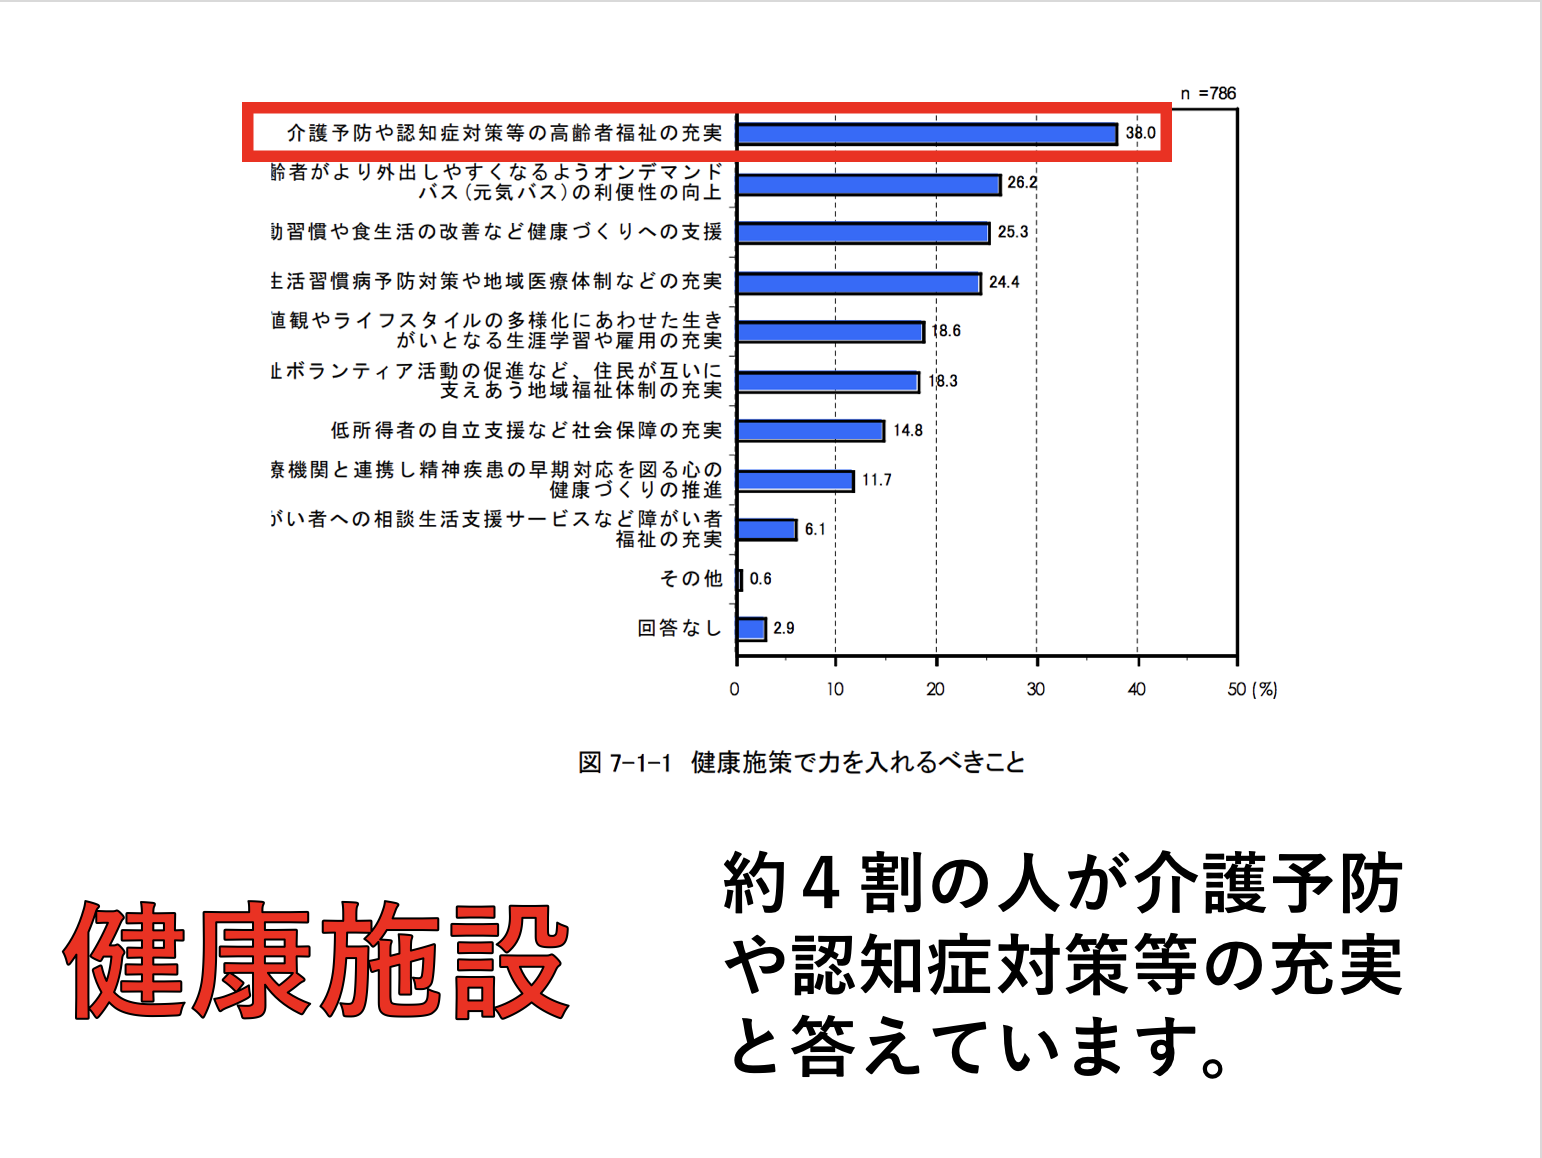 n =786
介護予防や認知症対策等の高齢者福祉の充実 38.0
齢者がより外出しやすくなるようオンデマンド
バス(元気バス)の利便性の向上 26.2
動習慣や食生活の改善など健康づくりへの支援 25.3
生活習慣病予防対策や地域医療体制などの充実 24.4
値観やライフスタイルの多様化にあわせた生き
がいとなる生涯学習や雇用の充実 18.6
祉ボランティア活動の促進など、住民が互いに
支えあう地域福祉体制の充実 18.3
低所得者の自立支援など社会保障の充実 14.8
療機関と連携し精神疾患の早期対応を図る心の
健康づくりの推進 11.7
がい者への相談生活支援サービスなど障がい者
福祉の充実 6.1
その他 0.6
回答なし 2.9
0 10 20 30 40 50 (%)
図 7-1-1 健康施策で力を入れるべきこと
健康施設
約4割の人が介護予防
や認知症対策等の充実
と答えています。